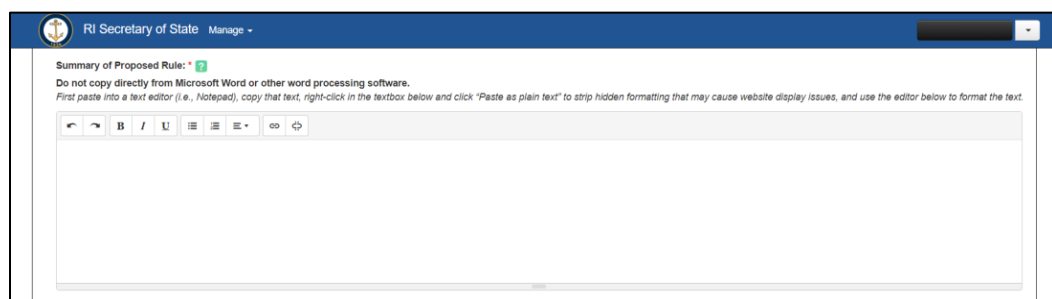 RI Secretary of State Manage
Summary of Proposed Rule: * ?
Do not copy directly from Microsoft Word or other word processing software.
First paste into a text editor (i.e., Notepad), copy that text, right-click in the textbox below and click "Paste as plain text" to strip hidden formatting that may cause website display issues, and use the editor below to format the text.
B I U